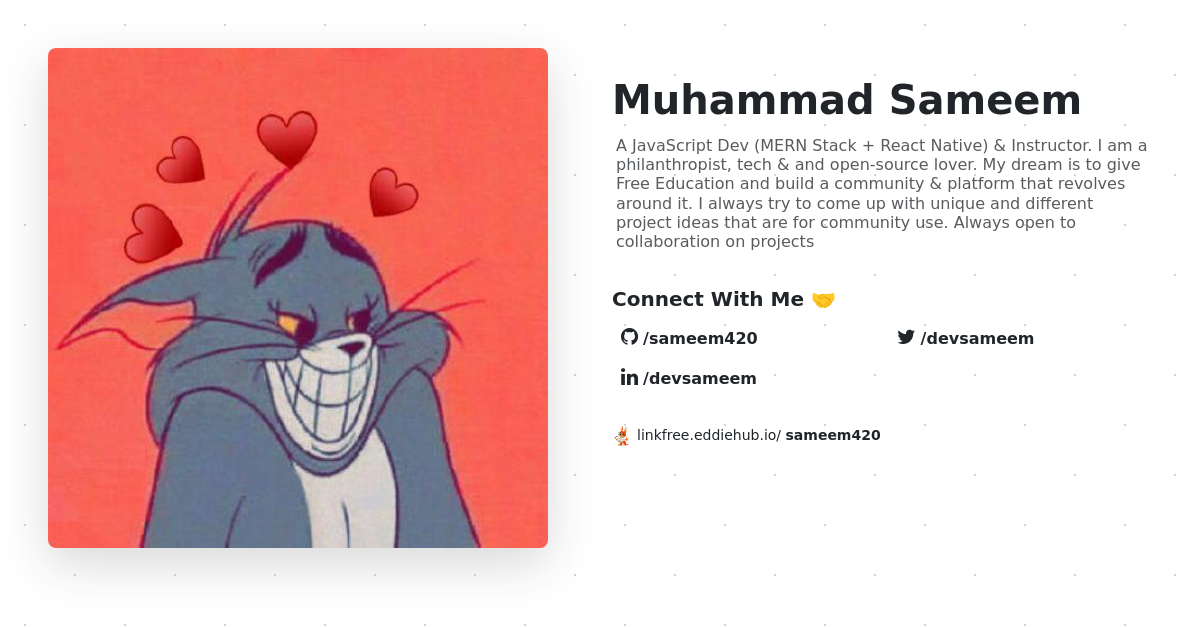 Muhammad Sameem
A JavaScript Dev (MERN Stack + React Native) & Instructor. I am a
philanthropist, tech & and open-source lover. My dream is to give
Free Education and build a community & platform that revolves
around it. I always try to come up with unique and different
project ideas that are for community use. Always open to
collaboration on projects
Connect With Me 🤝
/sameem420
/devsameem
/devsameem
linkfree.eddiehub.io/ sameem420